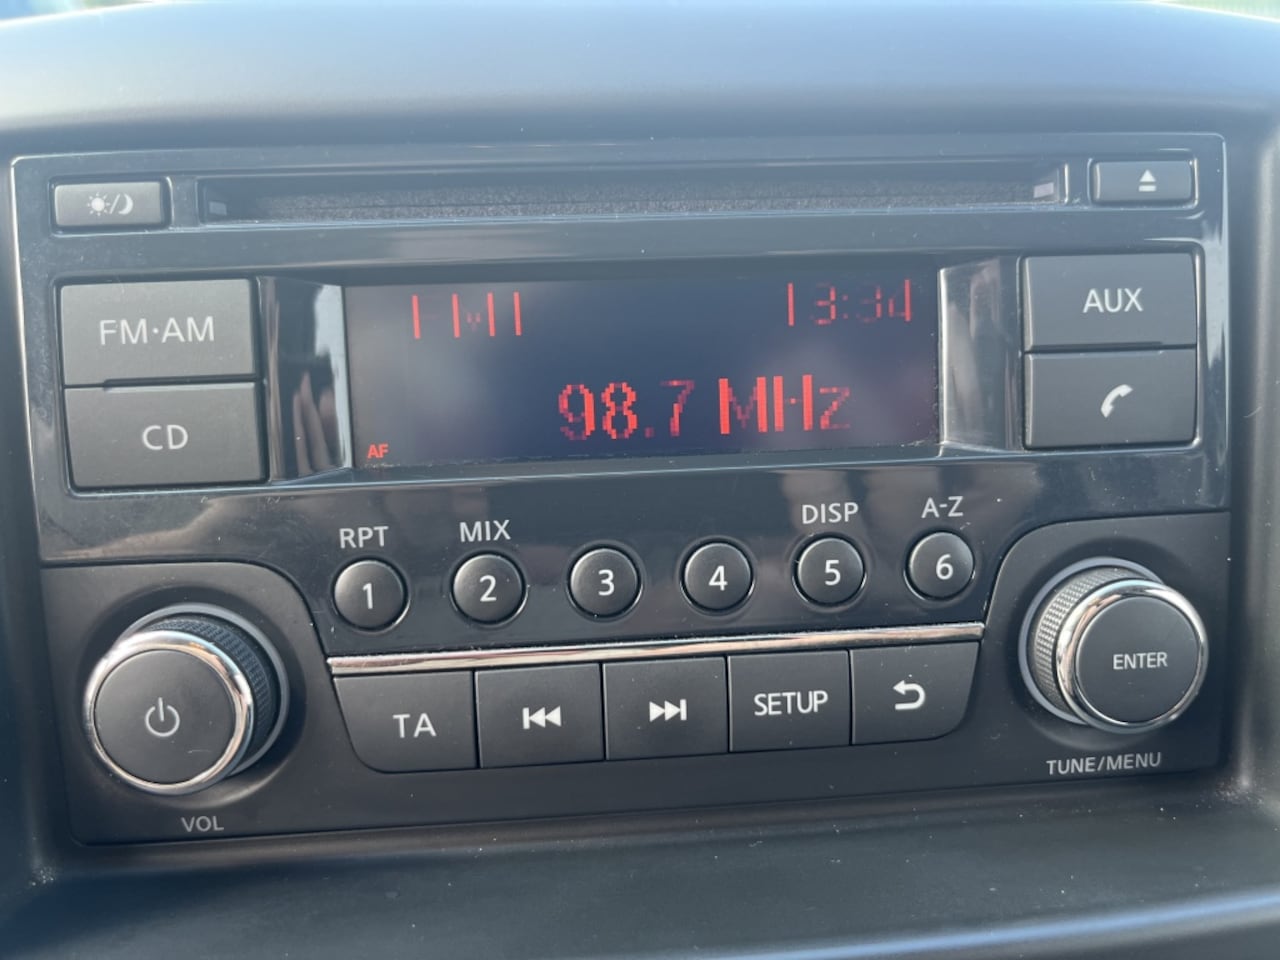 FM1 13:34
98.7 MHz
AF
FM·AM
CD
AUX
RPT MIX DISP A-Z
1 2 3 4 5 6
TA SETUP
ENTER
VOL
TUNE/MENU